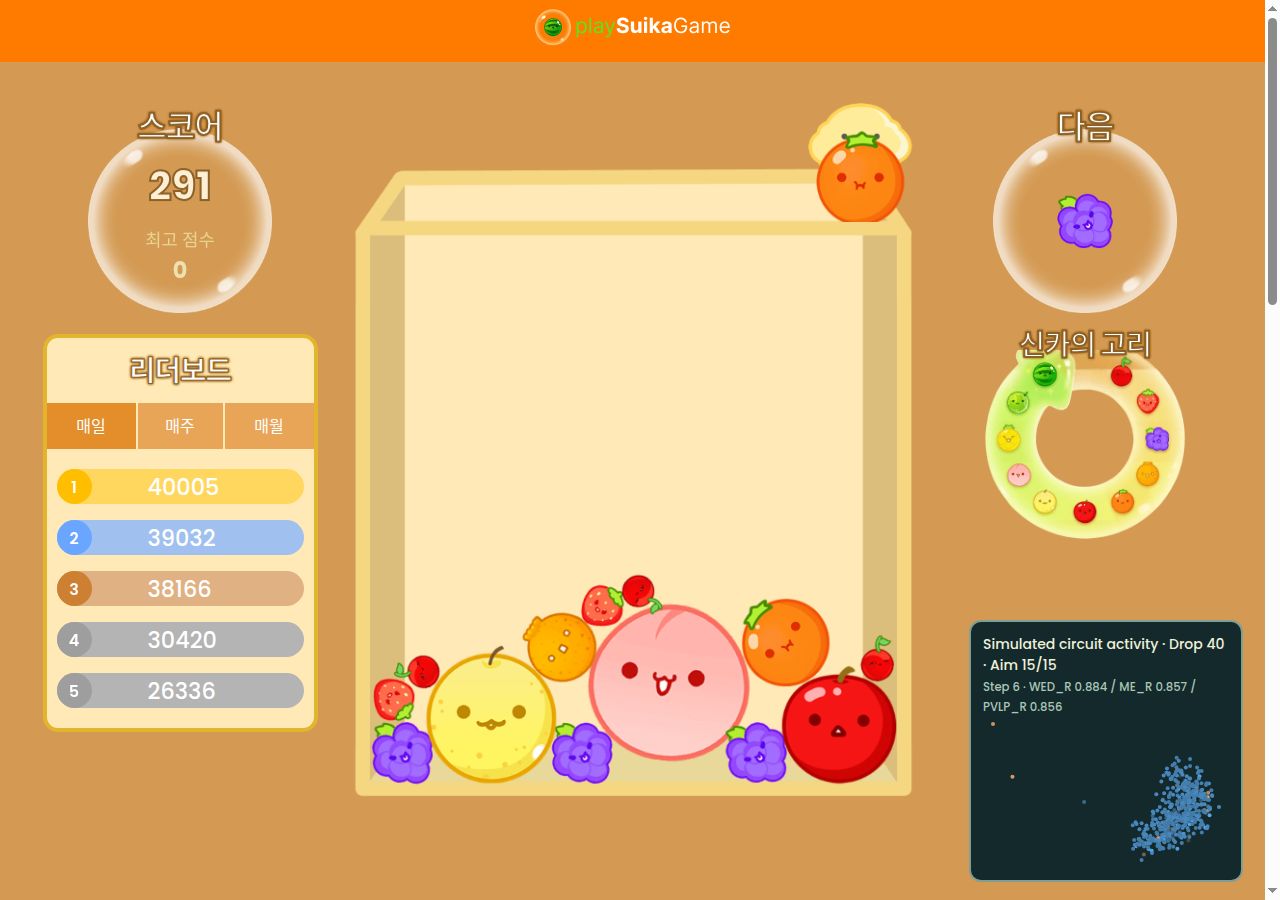 playSuikaGame
스코어
291
최고 점수
0
리더보드
매일 매주 매월
1 40005
2 39032
3 38166
4 30420
5 26336
다음
신카의 고리
Simulated circuit activity · Drop 40
· Aim 15/15
Step 6 · WED_R 0.884 / ME_R 0.857 /
PVLP_R 0.856